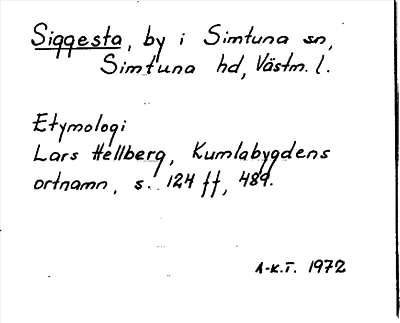 Siggesta, by i Simtuna sn,
Simtuna hd, Västm. l.
Etymologi
Lars Hellberg, Kumlabygdens
ortnamn, s. 124 ff, 489.
A-K.T. 1972